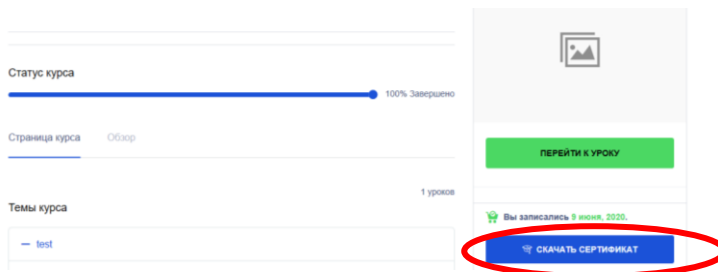 Статус курса
100% Завершено
Страница курса Обзор
1 уроков
Темы курса
— test
ПЕРЕЙТИ К УРОКУ
Вы записались 9 июня, 2020.
СКАЧАТЬ СЕРТИФИКАТ